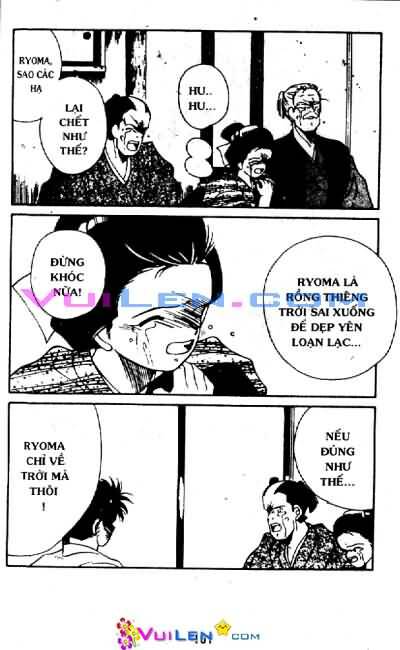 RYOMA,
SAO CÁC
HẠ
LẠI
CHẾT
NHƯ
THẾ?
HU...
HU...
ĐỪNG
KHÓC
NỮA!
RYOMA LÀ
RỒNG THIÊNG
TRỜI SAI XUỐNG
ĐỂ DẸP YÊN
LOẠN LẠC...
VUILEN.COM
RYOMA
CHỈ VỀ
TRỜI MÀ
THÔI
!
NẾU
ĐÚNG
NHƯ
THẾ...
VUILEN.COM